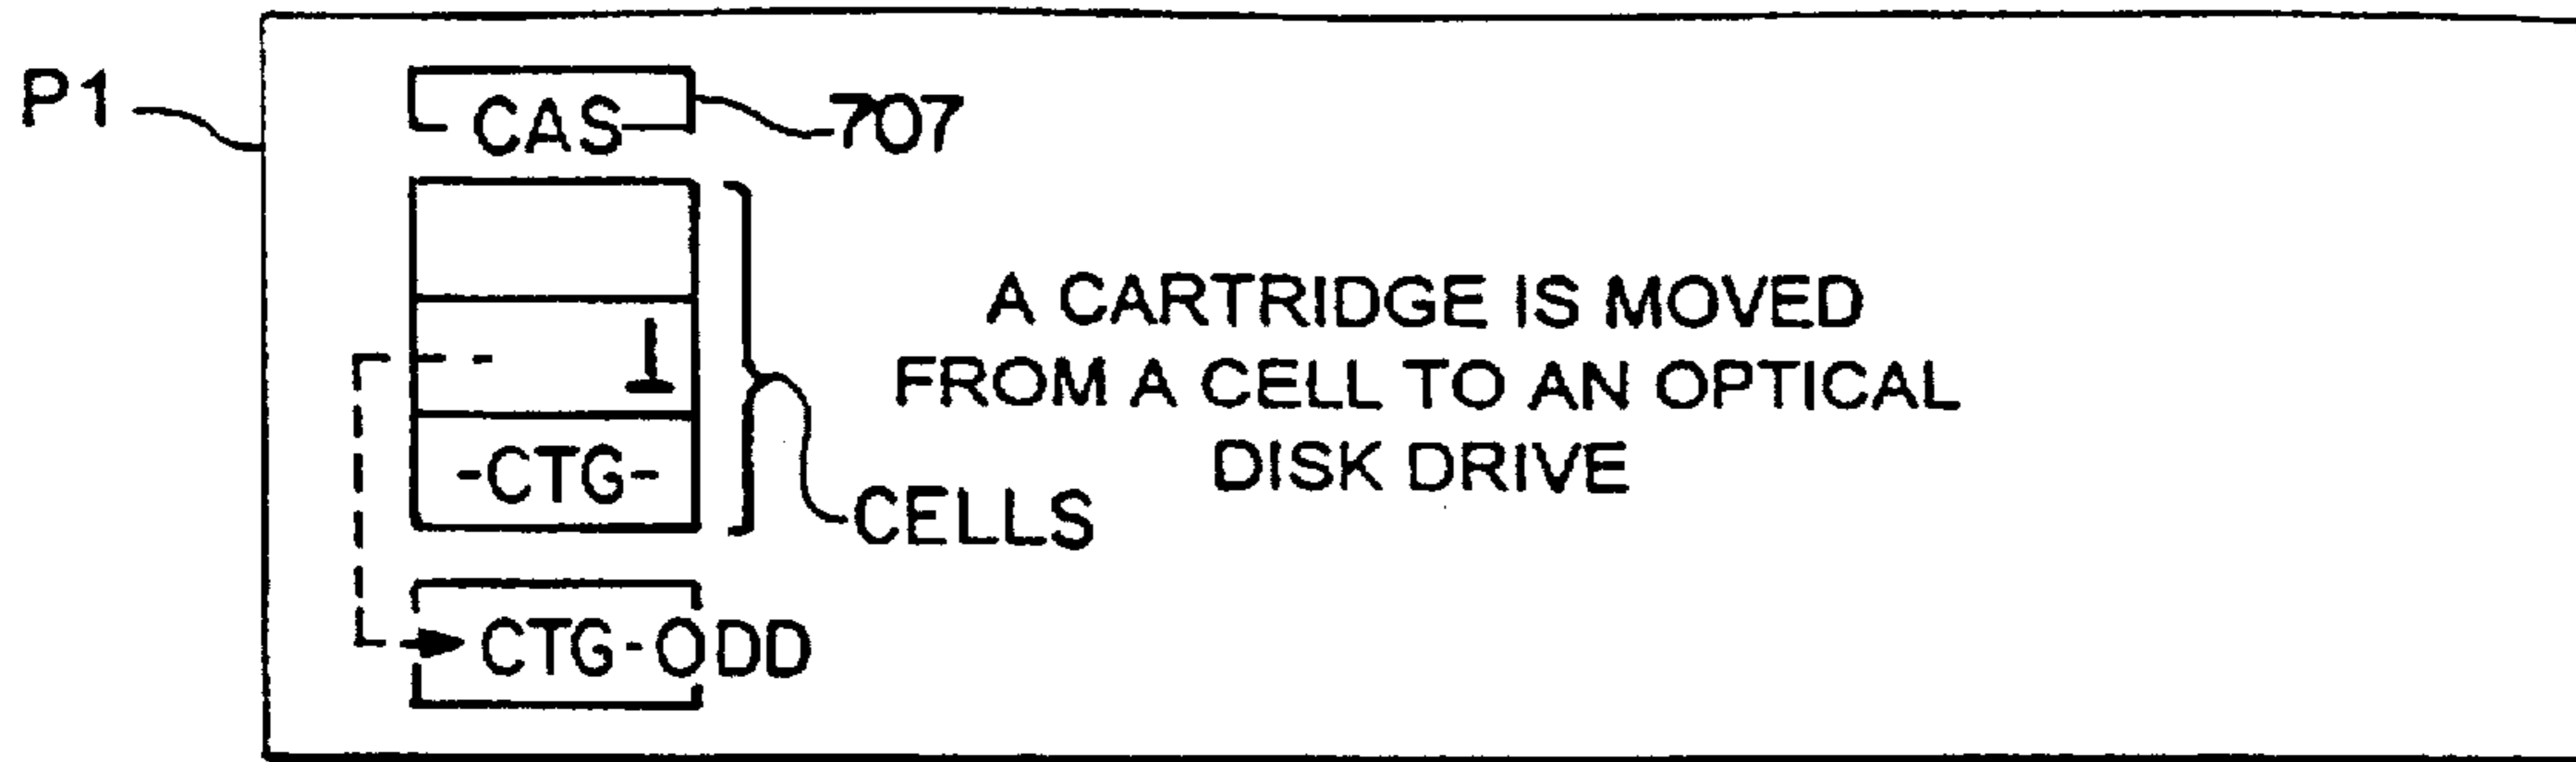 P1
CAS
707
A CARTRIDGE IS MOVED
FROM A CELL TO AN OPTICAL
DISK DRIVE
-CTG-
CELLS
CTG-ODD